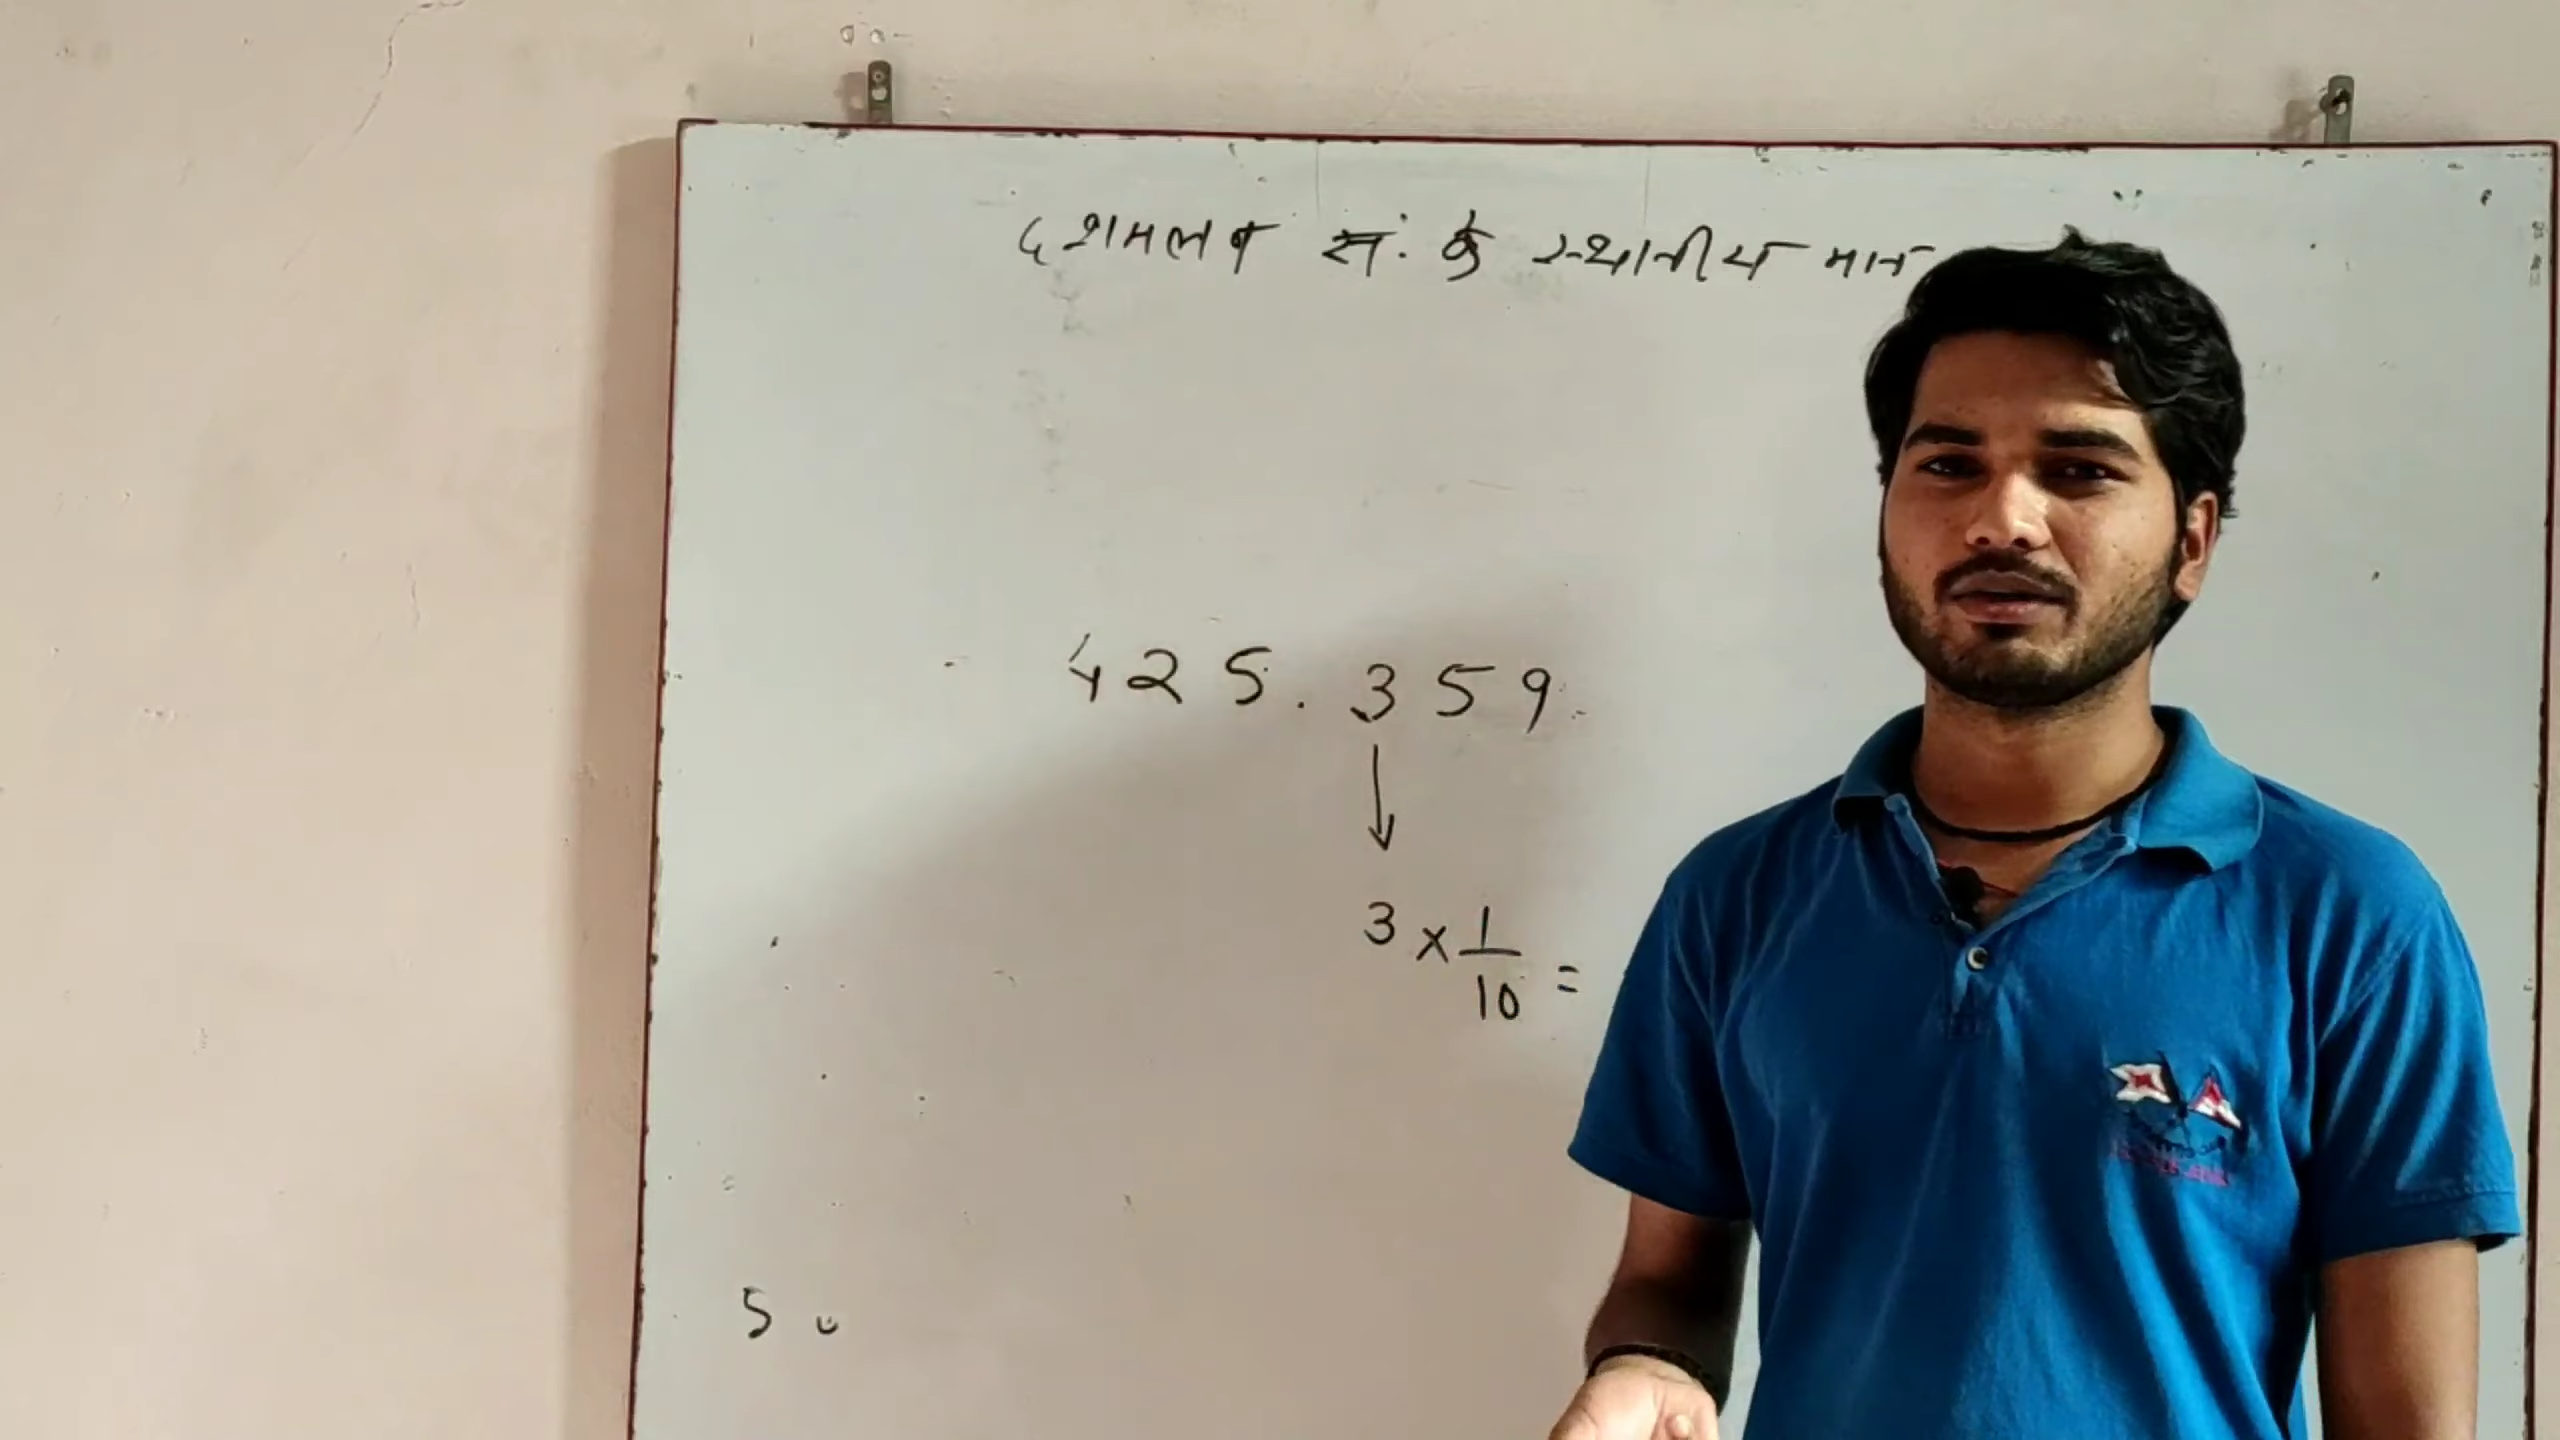 दशमलव सं. के स्थानीय मान
425.359
3 × 1/10 =
5